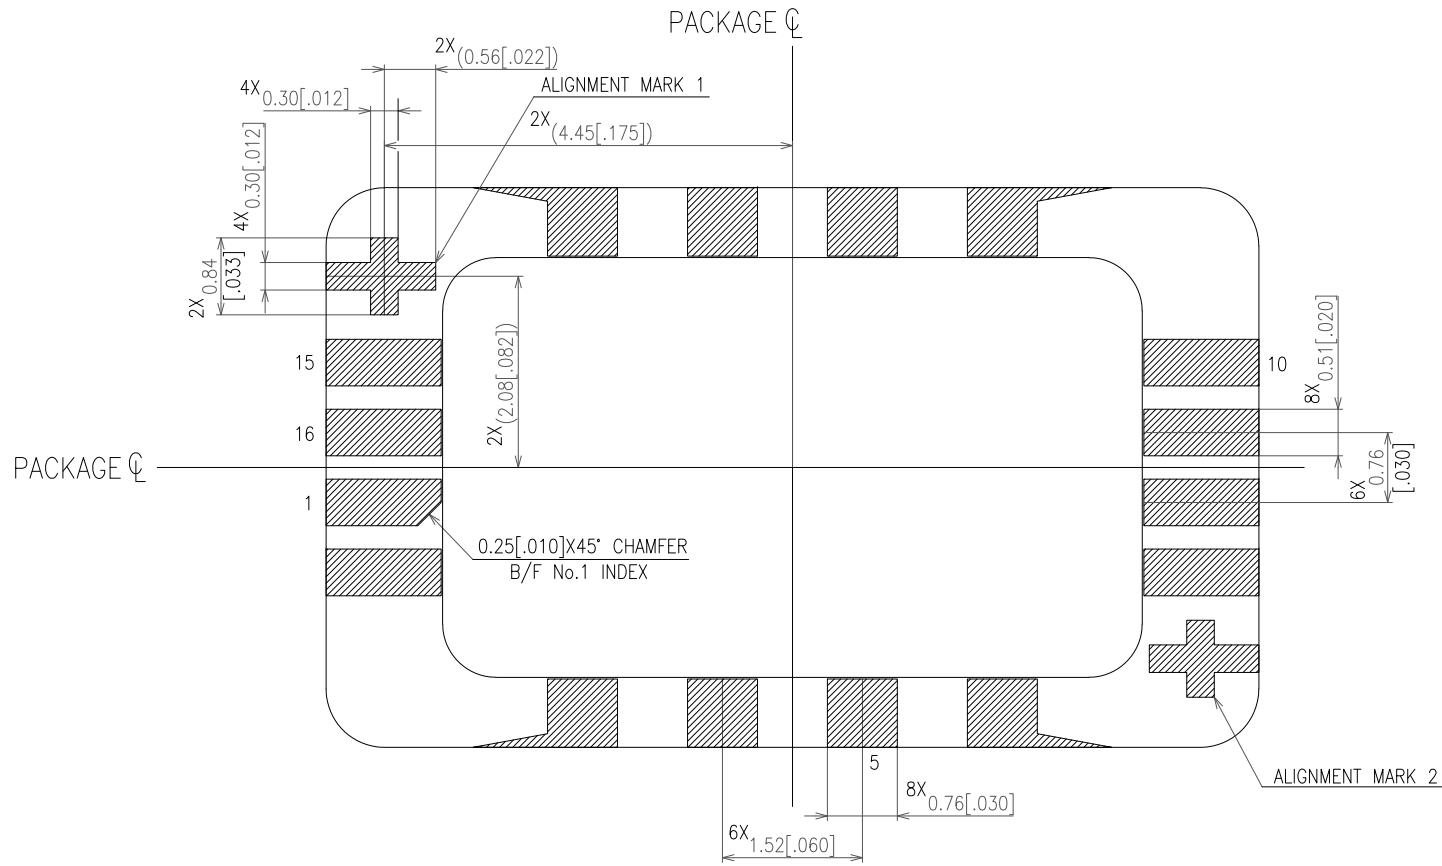 PACKAGE ℄
2X (0.56[.022])
4X 0.30[.012]
ALIGNMENT MARK 1
2X (4.45[.175])
4X 0.30[.012]
2X 0.84
[.033]
2X (2.08[.082])
15
16
PACKAGE ℄
1
10
8X 0.51[.020]
6X 0.76
[.030]
0.25[.010]X45° CHAMFER
B/F No.1 INDEX
5
8X 0.76[.030]
6X 1.52[.060]
ALIGNMENT MARK 2